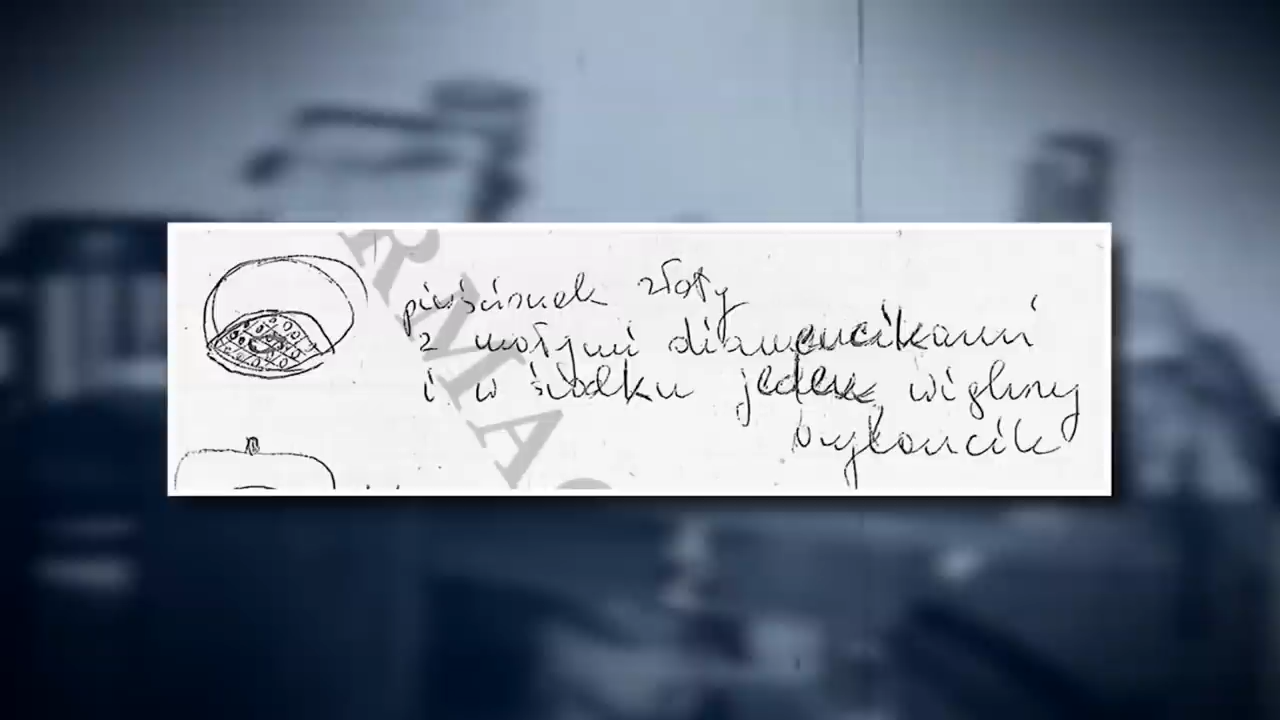 pierścionek złoty
z małymi diamencikami
i w środku jeden większy
brylancik